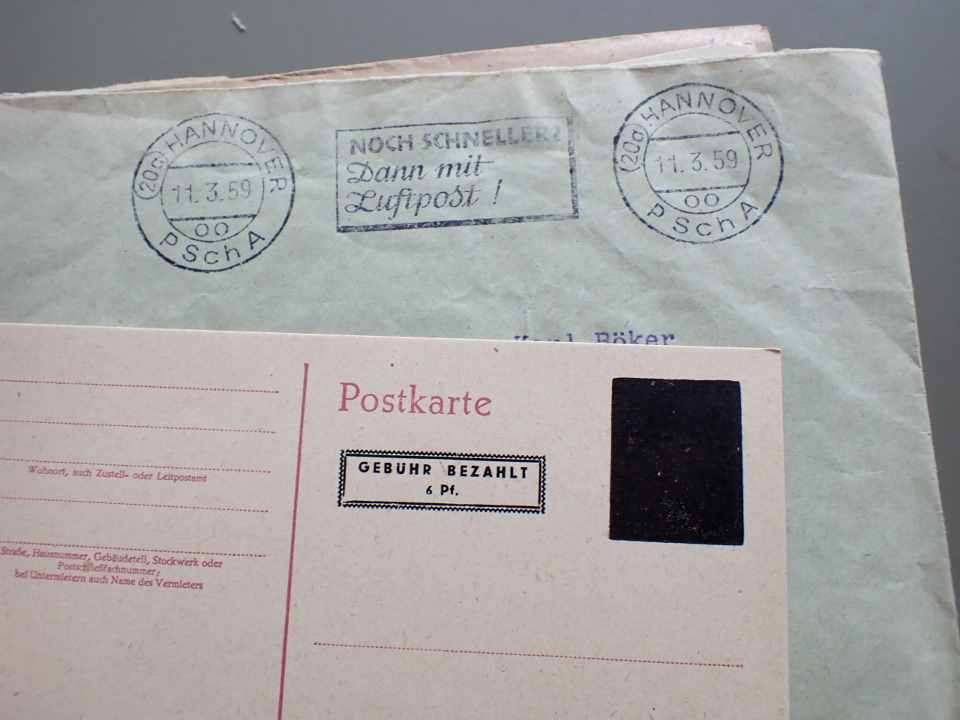 (20a) HANNOVER
11.3.59
00
PSchA
NOCH SCHNELLER?
Dann mit
Luftpost!
(20a) HANNOVER
11.3.59
00
PSchA
Böker
Postkarte
GEBÜHR BEZAHLT
6 Pf.
Wohnort, auch Zustell- oder Leitpostamt
Straße, Hausnummer, Gebäudeteil, Stockwerk oder
Postschließfachnummer;
bei Untermietern auch Name des Vermieters